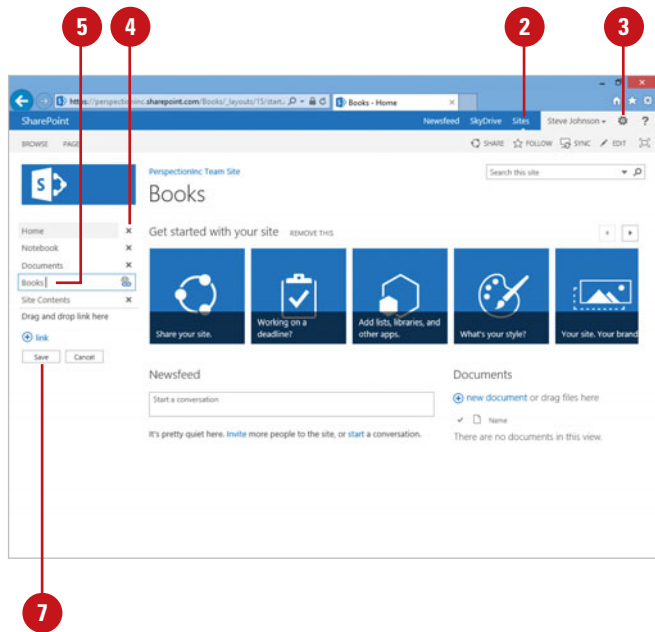 5 4 2 3
https://perspectioninc.sharepoint.com/Books/_layouts/15/start. Books - Home
SharePoint Newsfeed SkyDrive Sites Steve Johnson ?
BROWSE PAGE SHARE FOLLOW SYNC EDIT
S
PerspectionInc Team Site
Search this site
Books
Home
Get started with your site REMOVE THIS
Notebook
Documents
Books
Site Contents
Drag and drop link here
link
Save Cancel
Share your site.
Working on a
deadline?
Add lists, libraries, and
other apps.
What's your style?
Your site. Your brand
Newsfeed
Start a conversation
It's pretty quiet here. Invite more people to the site, or start a conversation.
Documents
new document or drag files here
Name
There are no documents in this view.
7